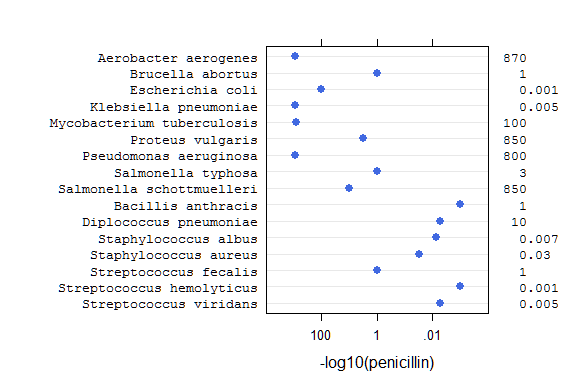 Aerobacter aerogenes 870
Brucella abortus 1
Escherichia coli 0.001
Klebsiella pneumoniae 0.005
Mycobacterium tuberculosis 100
Proteus vulgaris 850
Pseudomonas aeruginosa 800
Salmonella typhosa 3
Salmonella schottmuelleri 850
Bacillis anthracis 1
Diplococcus pneumoniae 10
Staphylococcus albus 0.007
Staphylococcus aureus 0.03
Streptococcus fecalis 1
Streptococcus hemolyticus 0.001
Streptococcus viridans 0.005
100 1 .01
-log10(penicillin)